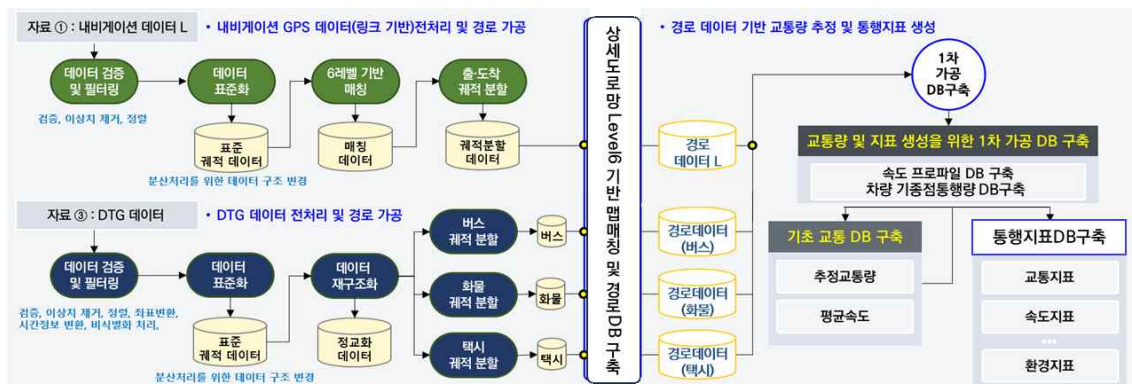 자료 ① : 내비게이션 데이터 L
• 내비게이션 GPS 데이터(링크 기반)전처리 및 경로 가공
데이터 검증
및 필터링
데이터
표준화
6레벨 기반
매칭
출·도착
궤적 분할
검증, 이상치 제거, 정렬
표준
궤적 데이터
매칭
데이터
궤적분할
데이터
분산처리를 위한 데이터 구조 변경
자료 ③ : DTG 데이터
• DTG 데이터 전처리 및 경로 가공
데이터 검증
및 필터링
데이터
표준화
데이터
재구조화
버스
궤적 분할
버스
화물
궤적 분할
화물
택시
궤적 분할
택시
검증, 이상치 제거, 정렬, 좌표변환,
시간정보 변환, 비식별화 처리,
표준
궤적 데이터
정교화
데이터
분산처리를 위한 데이터 구조 변경
상세도로망 Level6 기반 맵매칭 및 경로DB 구축
• 경로 데이터 기반 교통량 추정 및 통행지표 생성
경로
데이터 L
경로데이터
(버스)
경로데이터
(화물)
경로데이터
(택시)
1차
가공
DB구축
교통량 및 지표 생성을 위한 1차 가공 DB 구축
속도 프로파일 DB 구축
차량 기종점통행량 DB구축
기초 교통 DB 구축
추정교통량
평균속도
통행지표DB구축
교통지표
속도지표
...
환경지표